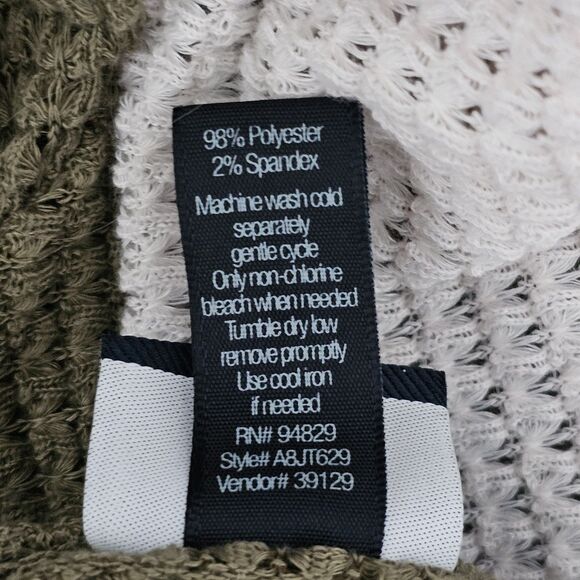 98% Polyester
2% Spandex
Machine wash cold
separately
gentle cycle
Only non-chlorine
bleach when needed
Tumble dry low
remove promptly
Use cool iron
if needed
RN# 94829
Style# A8JT629
Vendor# 39129